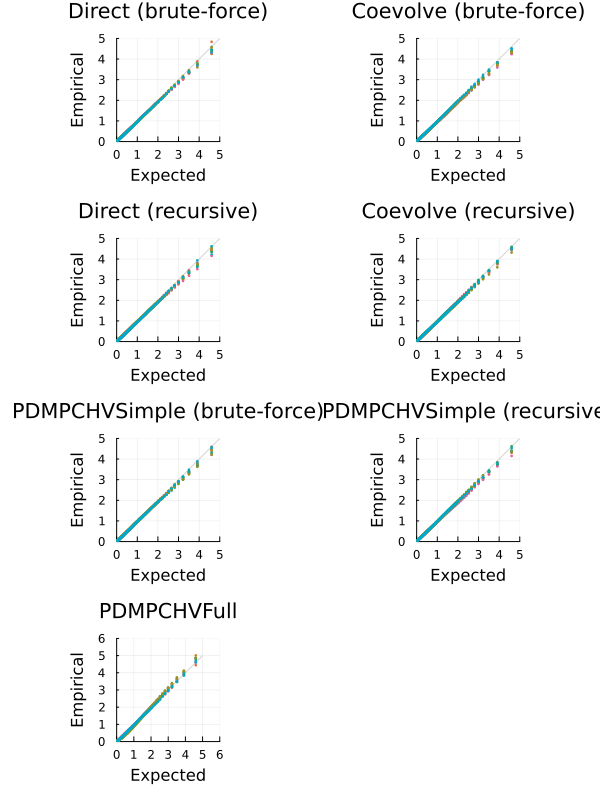 Direct (brute-force)
5
4
3
2
1
0
0 1 2 3 4 5
Empirical
Expected
Coevolve (brute-force)
5
4
3
2
1
0
0 1 2 3 4 5
Empirical
Expected
Direct (recursive)
5
4
3
2
1
0
0 1 2 3 4 5
Empirical
Expected
Coevolve (recursive)
5
4
3
2
1
0
0 1 2 3 4 5
Empirical
Expected
PDMPCHVSimple (brute-force)
5
4
3
2
1
0
0 1 2 3 4 5
Empirical
Expected
PDMPCHVSimple (recursive
5
4
3
2
1
0
0 1 2 3 4 5
Empirical
Expected
PDMPCHVFull
6
5
4
3
2
1
0
0 1 2 3 4 5 6
Empirical
Expected